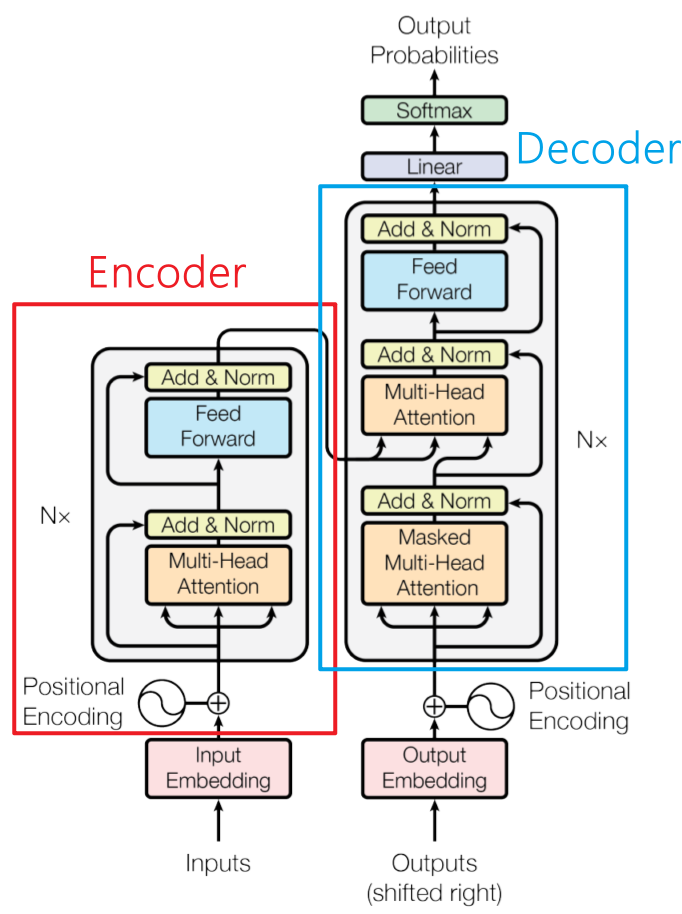 Output
Probabilities
Softmax
Linear
Decoder
Add & Norm
Feed
Forward
Add & Norm
Multi-Head
Attention
Nx
Add & Norm
Masked
Multi-Head
Attention
Positional
Encoding
Output
Embedding
Outputs
(shifted right)
Encoder
Add & Norm
Feed
Forward
N×
Add & Norm
Multi-Head
Attention
Positional
Encoding
Input
Embedding
Inputs